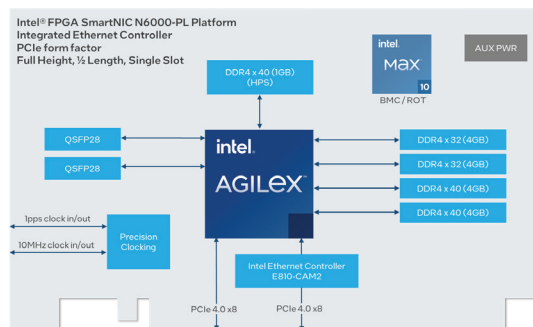 Intel® FPGA SmartNIC N6000-PL Platform
Integrated Ethernet Controller
PCIe form factor
Full Height, ½ Length, Single Slot
intel.
MAX
10
BMC / ROT
AUX PWR
DDR4 x 40 (1GB)
(HPS)
QSFP28
QSFP28
intel.
AGILEX™
DDR4 x 32 (4GB)
DDR4 x 32 (4GB)
DDR4 x 40 (4GB)
DDR4 x 40 (4GB)
1pps clock in/out
10MHz clock in/out
Precision
Clocking
Intel Ethernet Controller
E810-CAM2
PCIe 4.0 x8
PCIe 4.0 x8